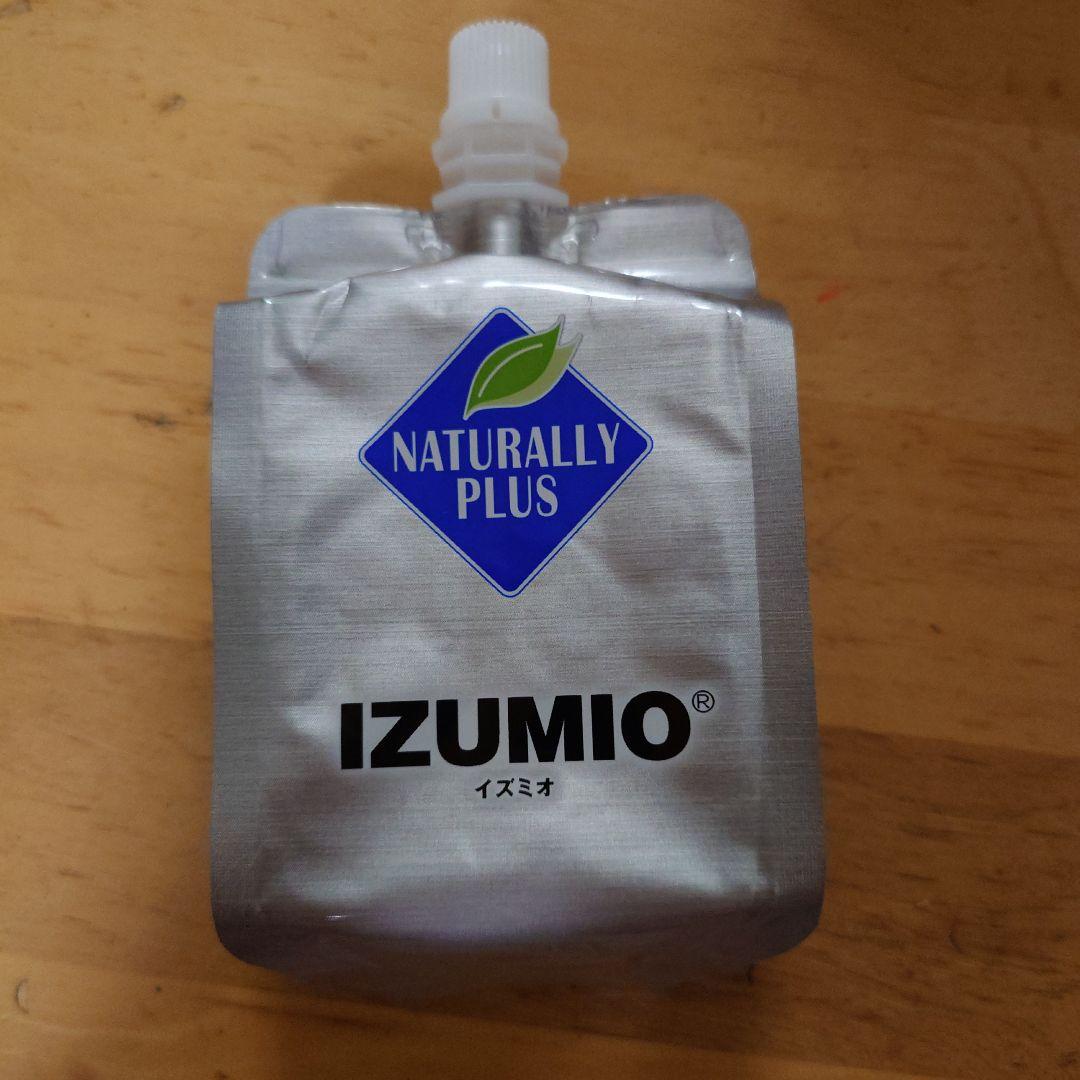 NATURALLY
PLUS
IZUMIO®
イズミオ